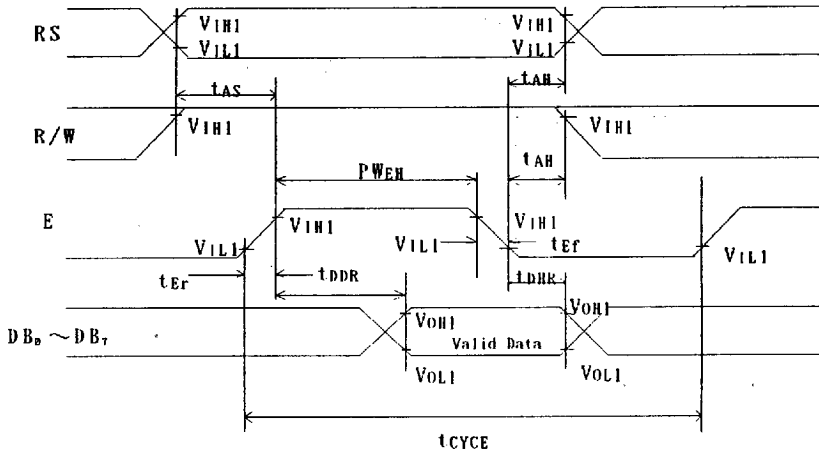 RS
VIH1
VIL1
VIH1
VIL1
tAS
tAH
R/W
VIH1
VIH1
tAH
PWEH
E
VIH1
VIH1
VIL1
VIL1
tEf
VIL1
tEr
tDDR
tDHR
DB0 ~DB7
VOH1
VOH1
Valid Data
VOL1
VOL1
tCYCE